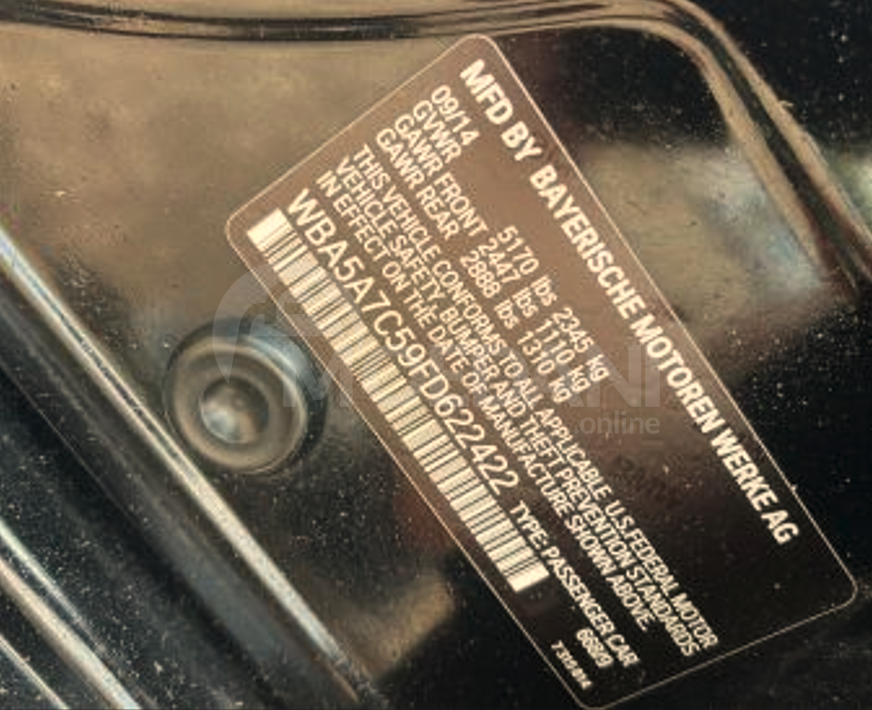 MFD BY BAYERISCHE MOTOREN WERKE AG
09/14
GVWR 5170 lbs 2345 kg
GAWR FRONT 2447 lbs 1110 kg
GAWR REAR 2888 lbs 1310 kg
THIS VEHICLE CONFORMS TO ALL APPLICABLE U.S.FEDERAL MOTOR
VEHICLE SAFETY, BUMPER AND THEFT PREVENTION STANDARDS
IN EFFECT ON THE DATE OF MANUFACTURE SHOWN ABOVE
WBA5A7C59FD622422 TYPE: PASSENGER CAR
online